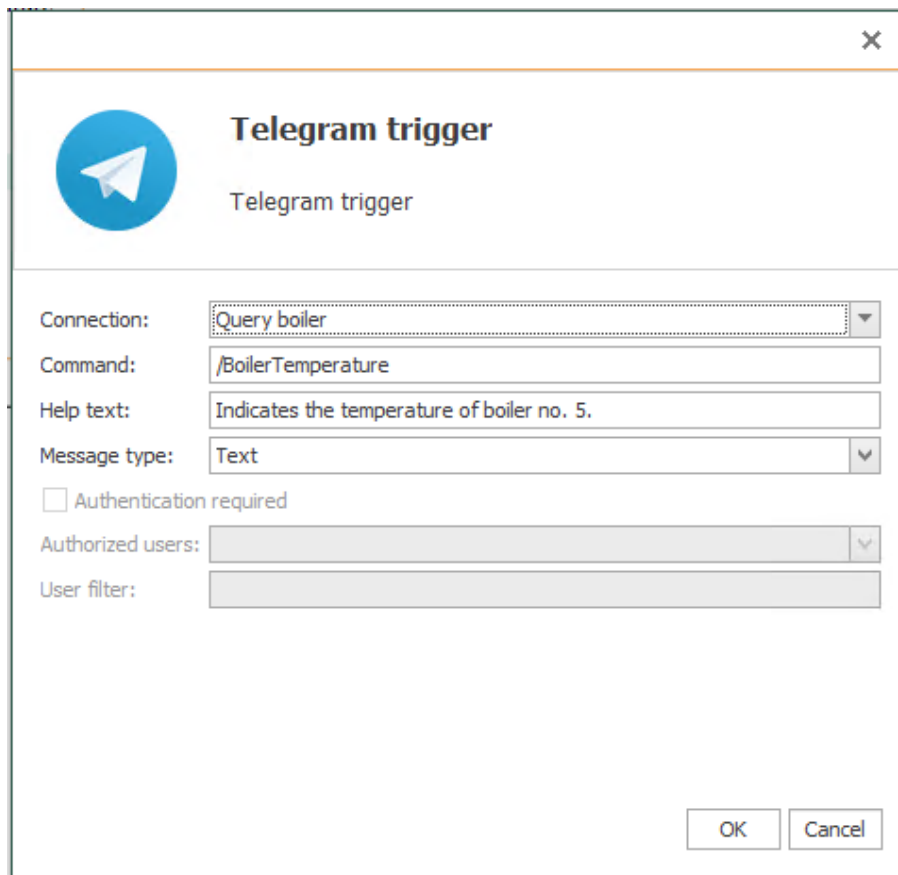 Telegram trigger
Telegram trigger
Connection: Query boiler
Command: /BoilerTemperature
Help text: Indicates the temperature of boiler no. 5.
Message type: Text
Authentication required
Authorized users:
User filter:
OK Cancel